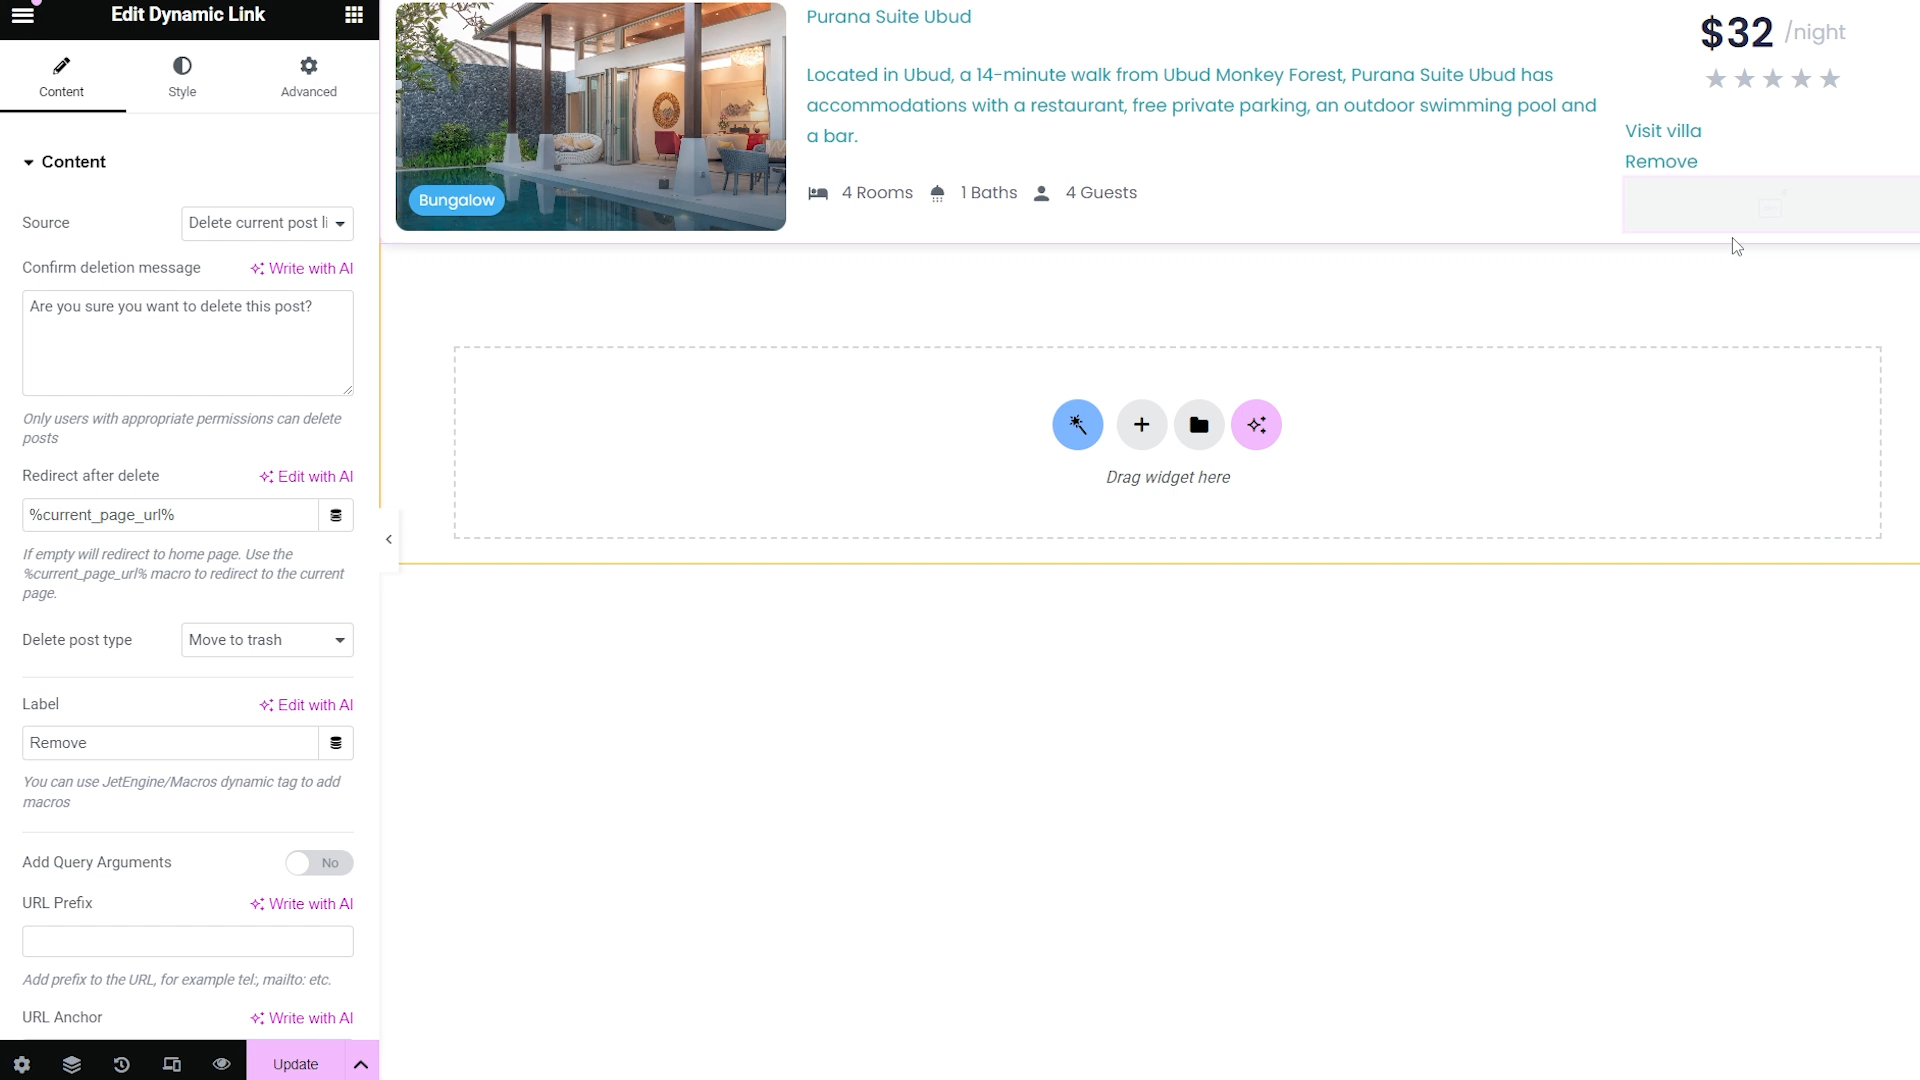 Edit Dynamic Link
Content
Style
Advanced
Content
Source
Delete current post li
Confirm deletion message
Write with AI
Are you sure you want to delete this post?
Only users with appropriate permissions can delete
posts
Redirect after delete
Edit with AI
%current_page_url%
If empty will redirect to home page. Use the
%current_page_url% macro to redirect to the current
page.
Delete post type
Move to trash
Label
Edit with AI
Remove
You can use JetEngine/Macros dynamic tag to add
macros
Add Query Arguments
No
URL Prefix
Write with AI
Add prefix to the URL, for example tel:, mailto: etc.
URL Anchor
Write with AI
Update
Bungalow
Purana Suite Ubud
Located in Ubud, a 14-minute walk from Ubud Monkey Forest, Purana Suite Ubud has
accommodations with a restaurant, free private parking, an outdoor swimming pool and
a bar.
4 Rooms
1 Baths
4 Guests
$32 /night
Visit villa
Remove
Drag widget here